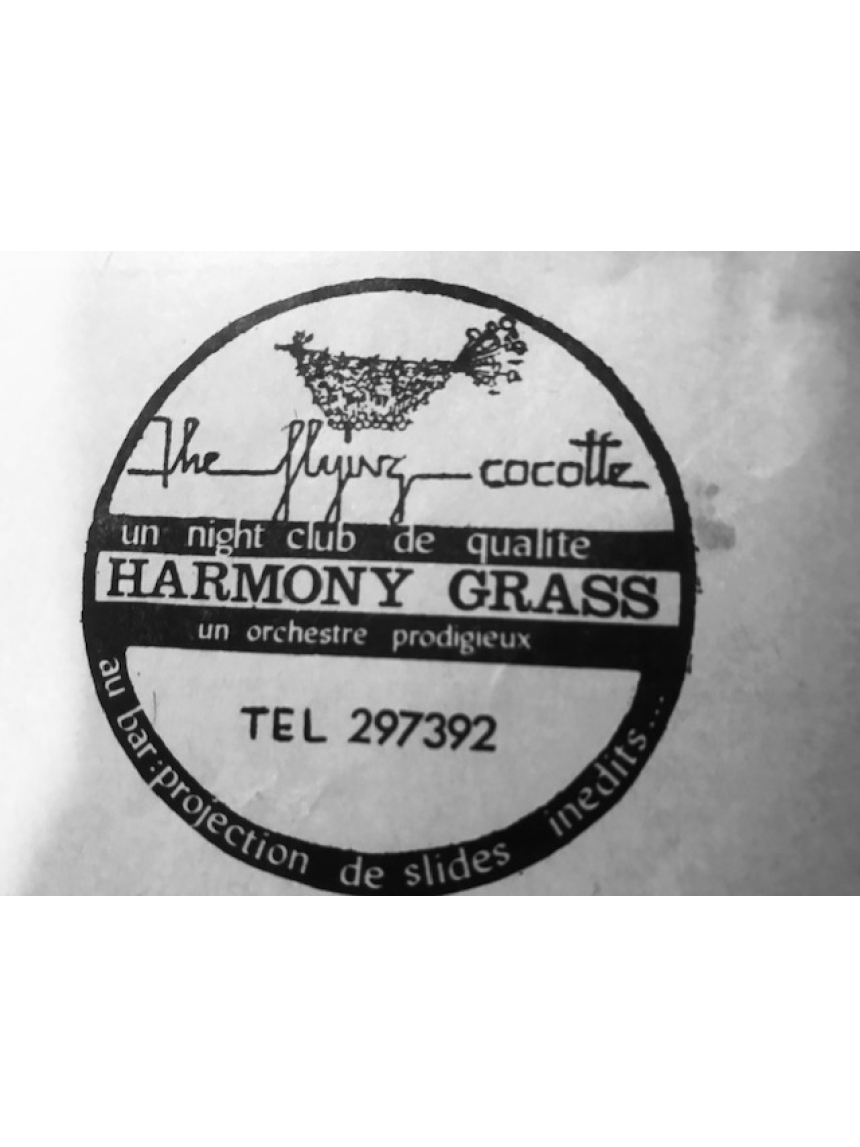 The flying cocotte
un night club de qualite
HARMONY GRASS
un orchestre prodigieux
TEL 297392
au bar: projection de slides inedits...